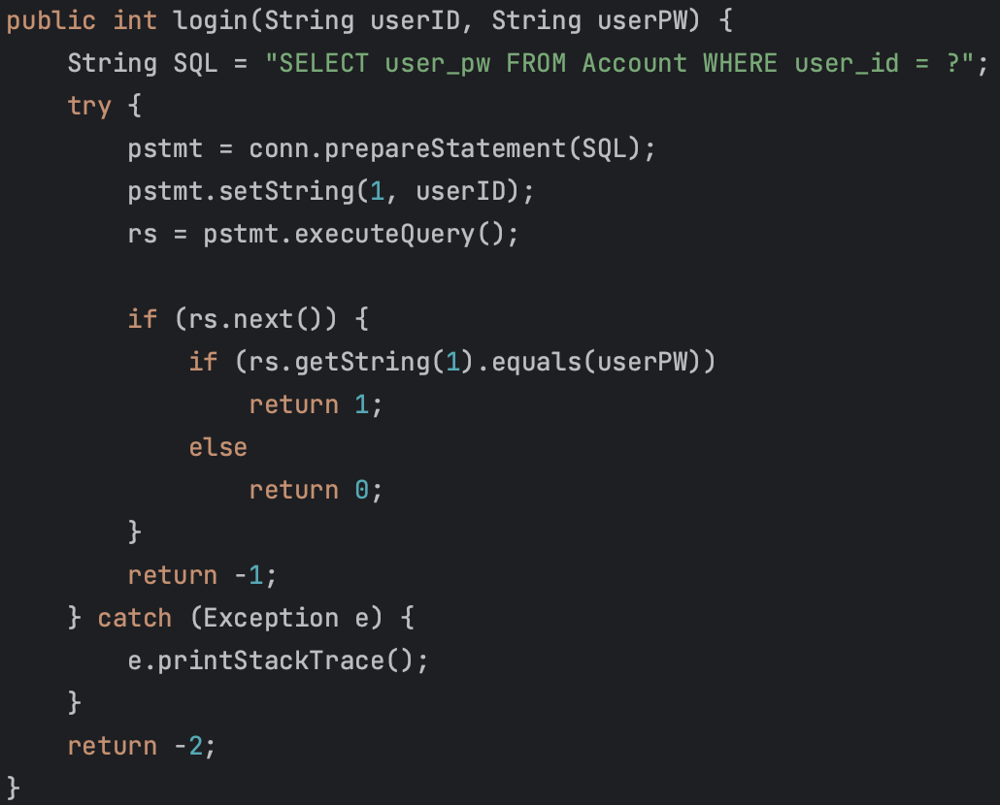 public int login(String userID, String userPW) {
    String SQL = "SELECT user_pw FROM Account WHERE user_id = ?";
    try {
        pstmt = conn.prepareStatement(SQL);
        pstmt.setString(1, userID);
        rs = pstmt.executeQuery();

        if (rs.next()) {
            if (rs.getString(1).equals(userPW))
                return 1;
            else
                return 0;
        }
        return -1;
    } catch (Exception e) {
        e.printStackTrace();
    }
    return -2;
}